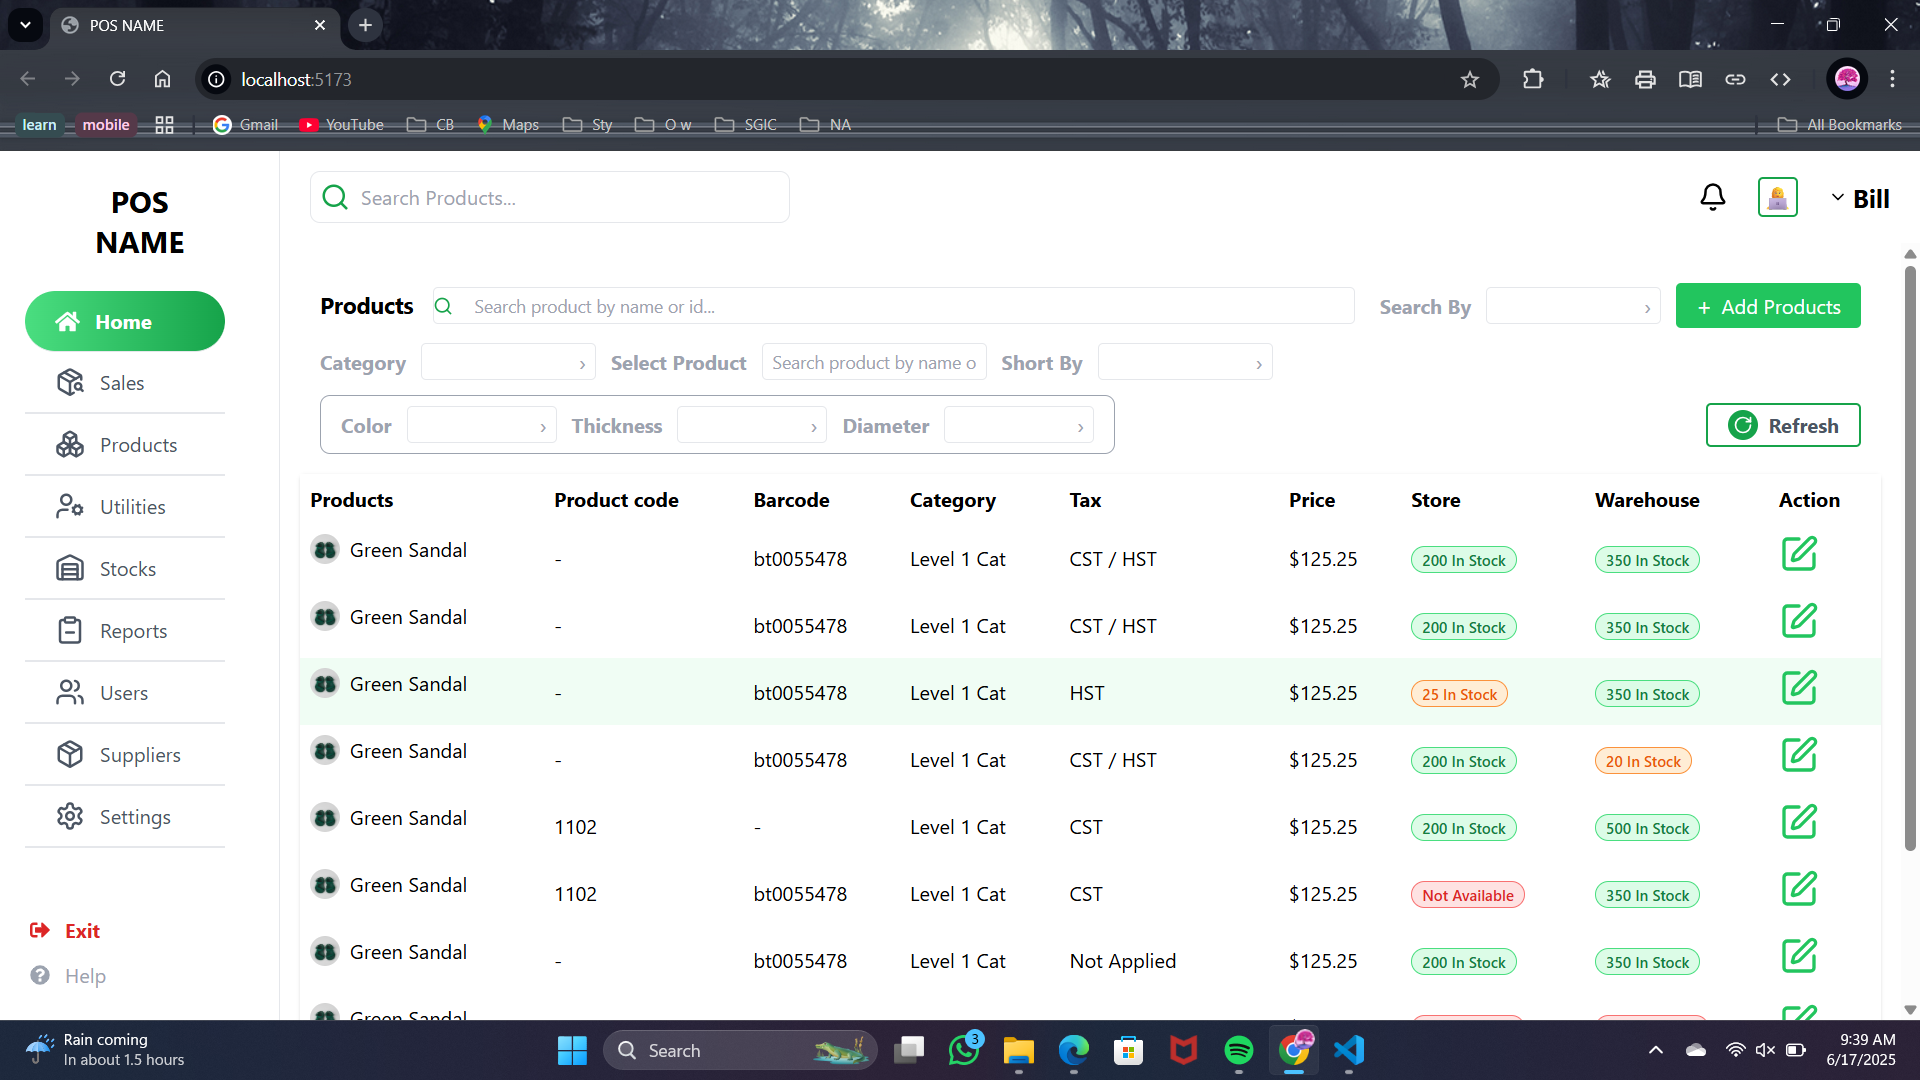 POS NAME
localhost:5173
learn mobile Gmail YouTube CB Maps Sty O w SGIC NA All Bookmarks
POS
NAME
Search Products...
Bill
Home
Sales
Products
Utilities
Stocks
Reports
Users
Suppliers
Settings
Exit
Help
Products Search product by name or id... Search By + Add Products
Category Select Product Search product by name o Short By
Color Thickness Diameter Refresh
Products Product code Barcode Category Tax Price Store Warehouse Action
Green Sandal - bt0055478 Level 1 Cat CST / HST $125.25 200 In Stock 350 In Stock
Green Sandal - bt0055478 Level 1 Cat CST / HST $125.25 200 In Stock 350 In Stock
Green Sandal - bt0055478 Level 1 Cat HST $125.25 25 In Stock 350 In Stock
Green Sandal - bt0055478 Level 1 Cat CST / HST $125.25 200 In Stock 20 In Stock
Green Sandal 1102 - Level 1 Cat CST $125.25 200 In Stock 500 In Stock
Green Sandal 1102 bt0055478 Level 1 Cat CST $125.25 Not Available 350 In Stock
Green Sandal - bt0055478 Level 1 Cat Not Applied $125.25 200 In Stock 350 In Stock
Green Sandal
Rain coming
In about 1.5 hours
Search
3
9:39 AM
6/17/2025